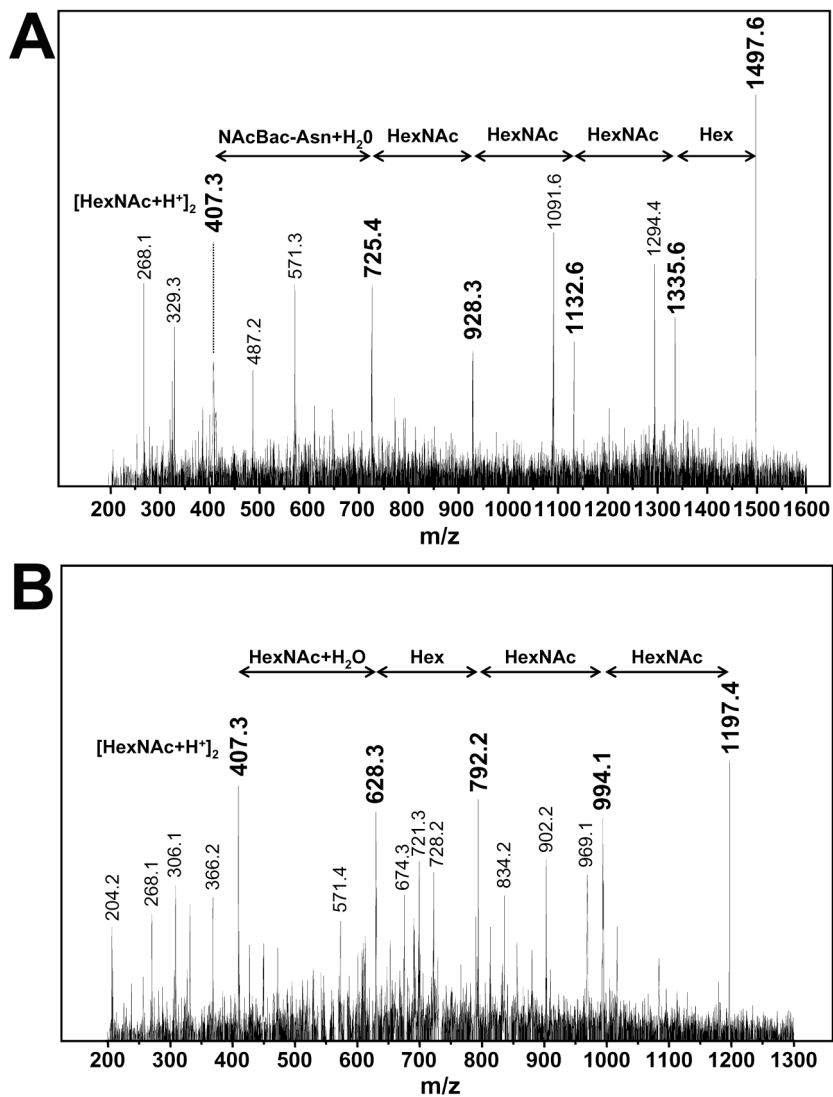 A
1497.6
NAcBac-Asn+H₂0 HexNAc HexNAc HexNAc Hex
[HexNAc+H⁺]₂
407.3
268.1
329.3
487.2
571.3
725.4
928.3
1091.6
1132.6
1294.4
1335.6
200 300 400 500 600 700 800 900 1000 1100 1200 1300 1400 1500 1600
m/z
B
HexNAc+H₂O Hex HexNAc HexNAc
[HexNAc+H⁺]₂
407.3
204.2
268.1
306.1
366.2
571.4
628.3
674.3
721.3
728.2
792.2
834.2
902.2
969.1
994.1
1197.4
200 300 400 500 600 700 800 900 1000 1100 1200 1300
m/z